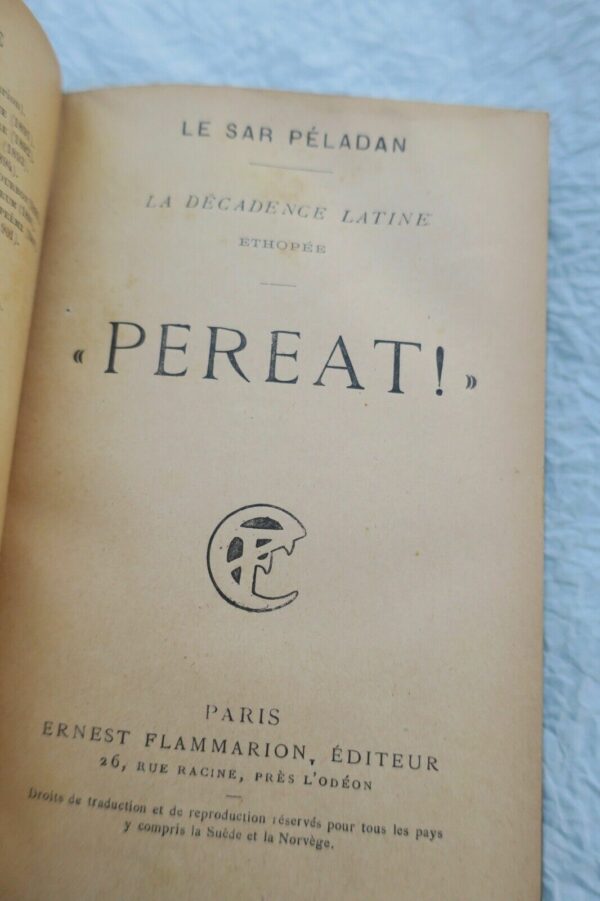 LE SAR PÉLADAN
LA DÉCADENCE LATINE
ETHOPÉE
« PEREAT! »
PARIS
ERNEST FLAMMARION, ÉDITEUR
26, RUE RACINE, PRÈS L'ODÉON
Droits de traduction et de reproduction réservés pour tous les pays
y compris la Suède et la Norvège.